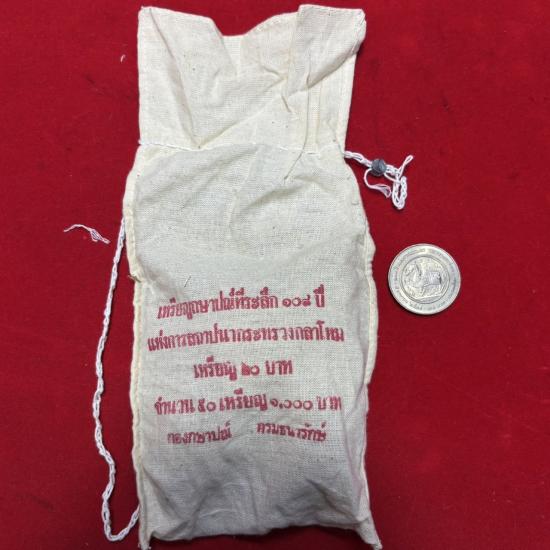 เหรียญกษาปณ์ที่ระลึก ๑๐๘ ปี
แห่งการสถาปนากระทรวงกลาโหม
เหรียญ ๒๐ บาท
จำนวน ๕๐ เหรียญ ๑,๐๐๐ บาท
กองกษาปณ์ กรมธนารักษ์